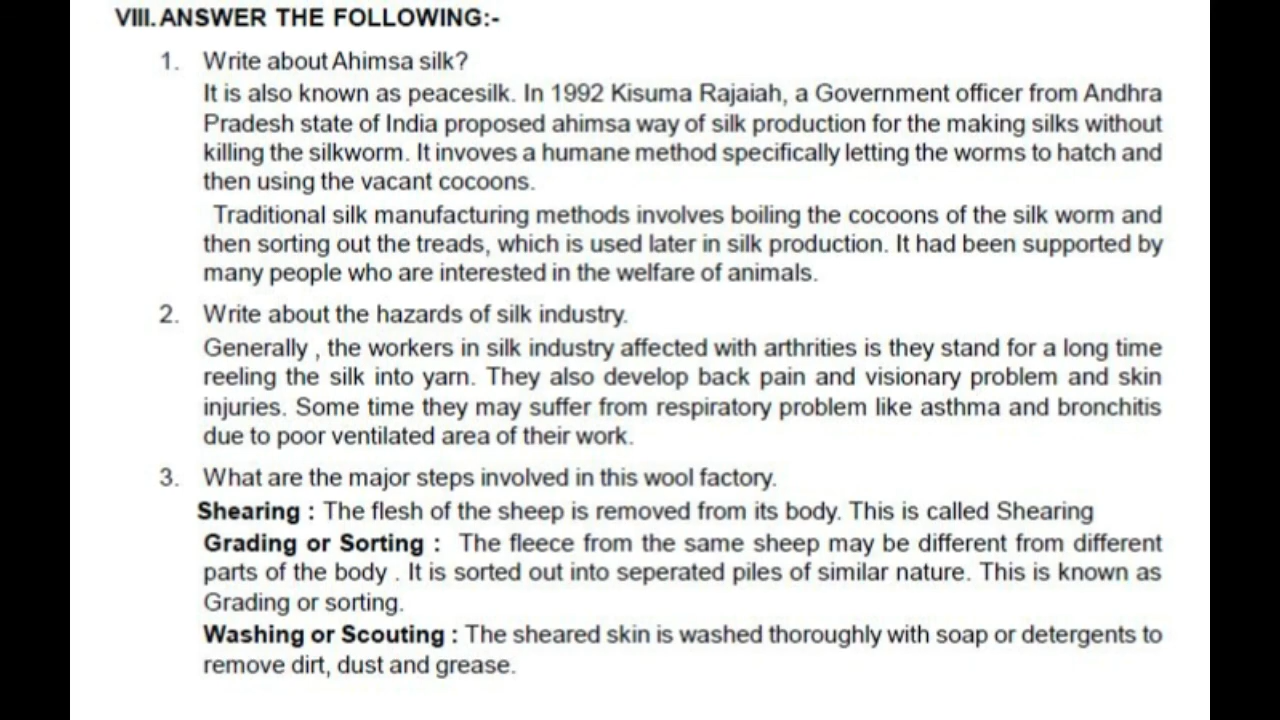 VIII. ANSWER THE FOLLOWING:-
1. Write about Ahimsa silk?
It is also known as peacesilk. In 1992 Kisuma Rajaiah, a Government officer from Andhra
Pradesh state of India proposed ahimsa way of silk production for the making silks without
killing the silkworm. It invoves a humane method specifically letting the worms to hatch and
then using the vacant cocoons.
Traditional silk manufacturing methods involves boiling the cocoons of the silk worm and
then sorting out the treads, which is used later in silk production. It had been supported by
many people who are interested in the welfare of animals.
2. Write about the hazards of silk industry.
Generally , the workers in silk industry affected with arthrities is they stand for a long time
reeling the silk into yarn. They also develop back pain and visionary problem and skin
injuries. Some time they may suffer from respiratory problem like asthma and bronchitis
due to poor ventilated area of their work.
3. What are the major steps involved in this wool factory.
Shearing : The flesh of the sheep is removed from its body. This is called Shearing
Grading or Sorting : The fleece from the same sheep may be different from different
parts of the body . It is sorted out into seperated piles of similar nature. This is known as
Grading or sorting.
Washing or Scouting : The sheared skin is washed thoroughly with soap or detergents to
remove dirt, dust and grease.